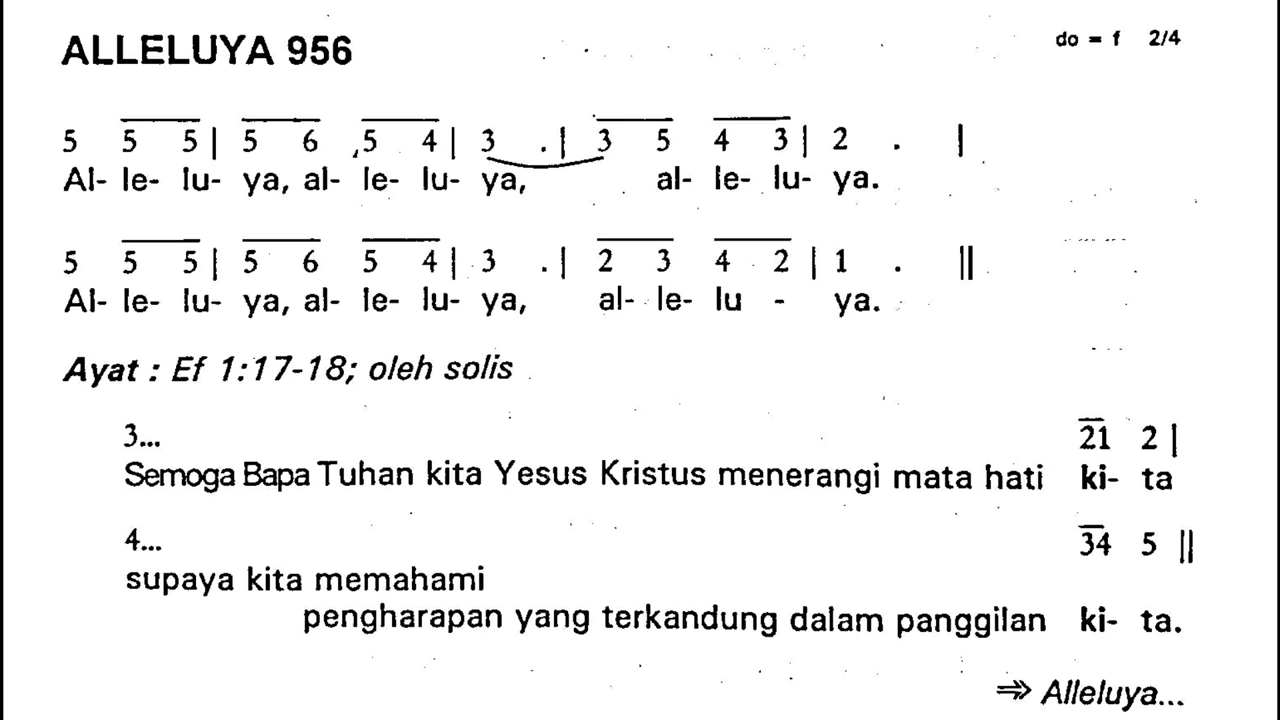 ALLELUYA 956
do = f 2/4
5 5 5 | 5 6 5 4 | 3 . | 3 5 4 3 | 2 . |
Al- le- lu- ya, al- le- lu- ya, al- le- lu- ya.
5 5 5 | 5 6 5 4 | 3 . | 2 3 4 2 | 1 . ||
Al- le- lu- ya, al- le- lu- ya, al- le- lu - ya.
Ayat : Ef 1:17-18; oleh solis
3... 21 2 |
Semoga Bapa Tuhan kita Yesus Kristus menerangi mata hati ki- ta
4... 34 5 ||
supaya kita memahami
pengharapan yang terkandung dalam panggilan ki- ta.
⇒ Alleluya...